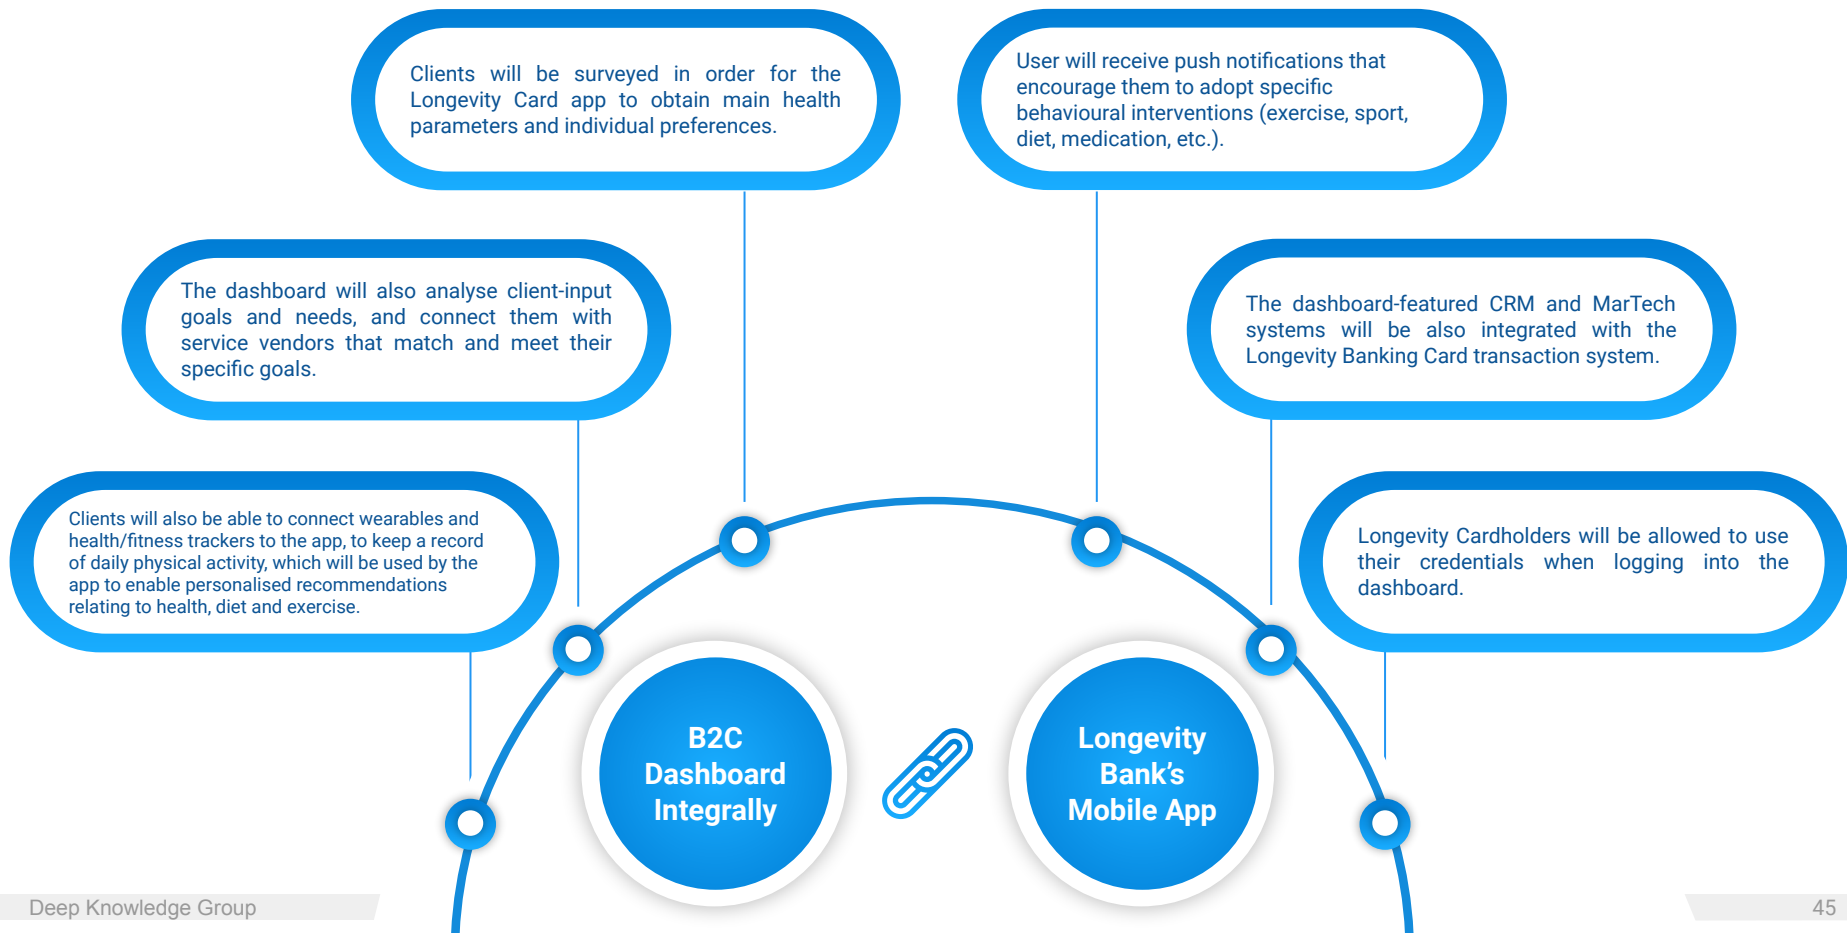 Clients will be surveyed in order for the
Longevity Card app to obtain main health
parameters and individual preferences.
User will receive push notifications that
encourage them to adopt specific
behavioural interventions (exercise, sport,
diet, medication, etc.).
The dashboard will also analyse client-input
goals and needs, and connect them with
service vendors that match and meet their
specific goals.
The dashboard-featured CRM and MarTech
systems will be also integrated with the
Longevity Banking Card transaction system.
Clients will also be able to connect wearables and
health/fitness trackers to the app, to keep a record
of daily physical activity, which will be used by the
app to enable personalised recommendations
relating to health, diet and exercise.
Longevity Cardholders will be allowed to use
their credentials when logging into the
dashboard.
B2C
Dashboard
Integrally
Longevity
Bank’s
Mobile App
Deep Knowledge Group
45